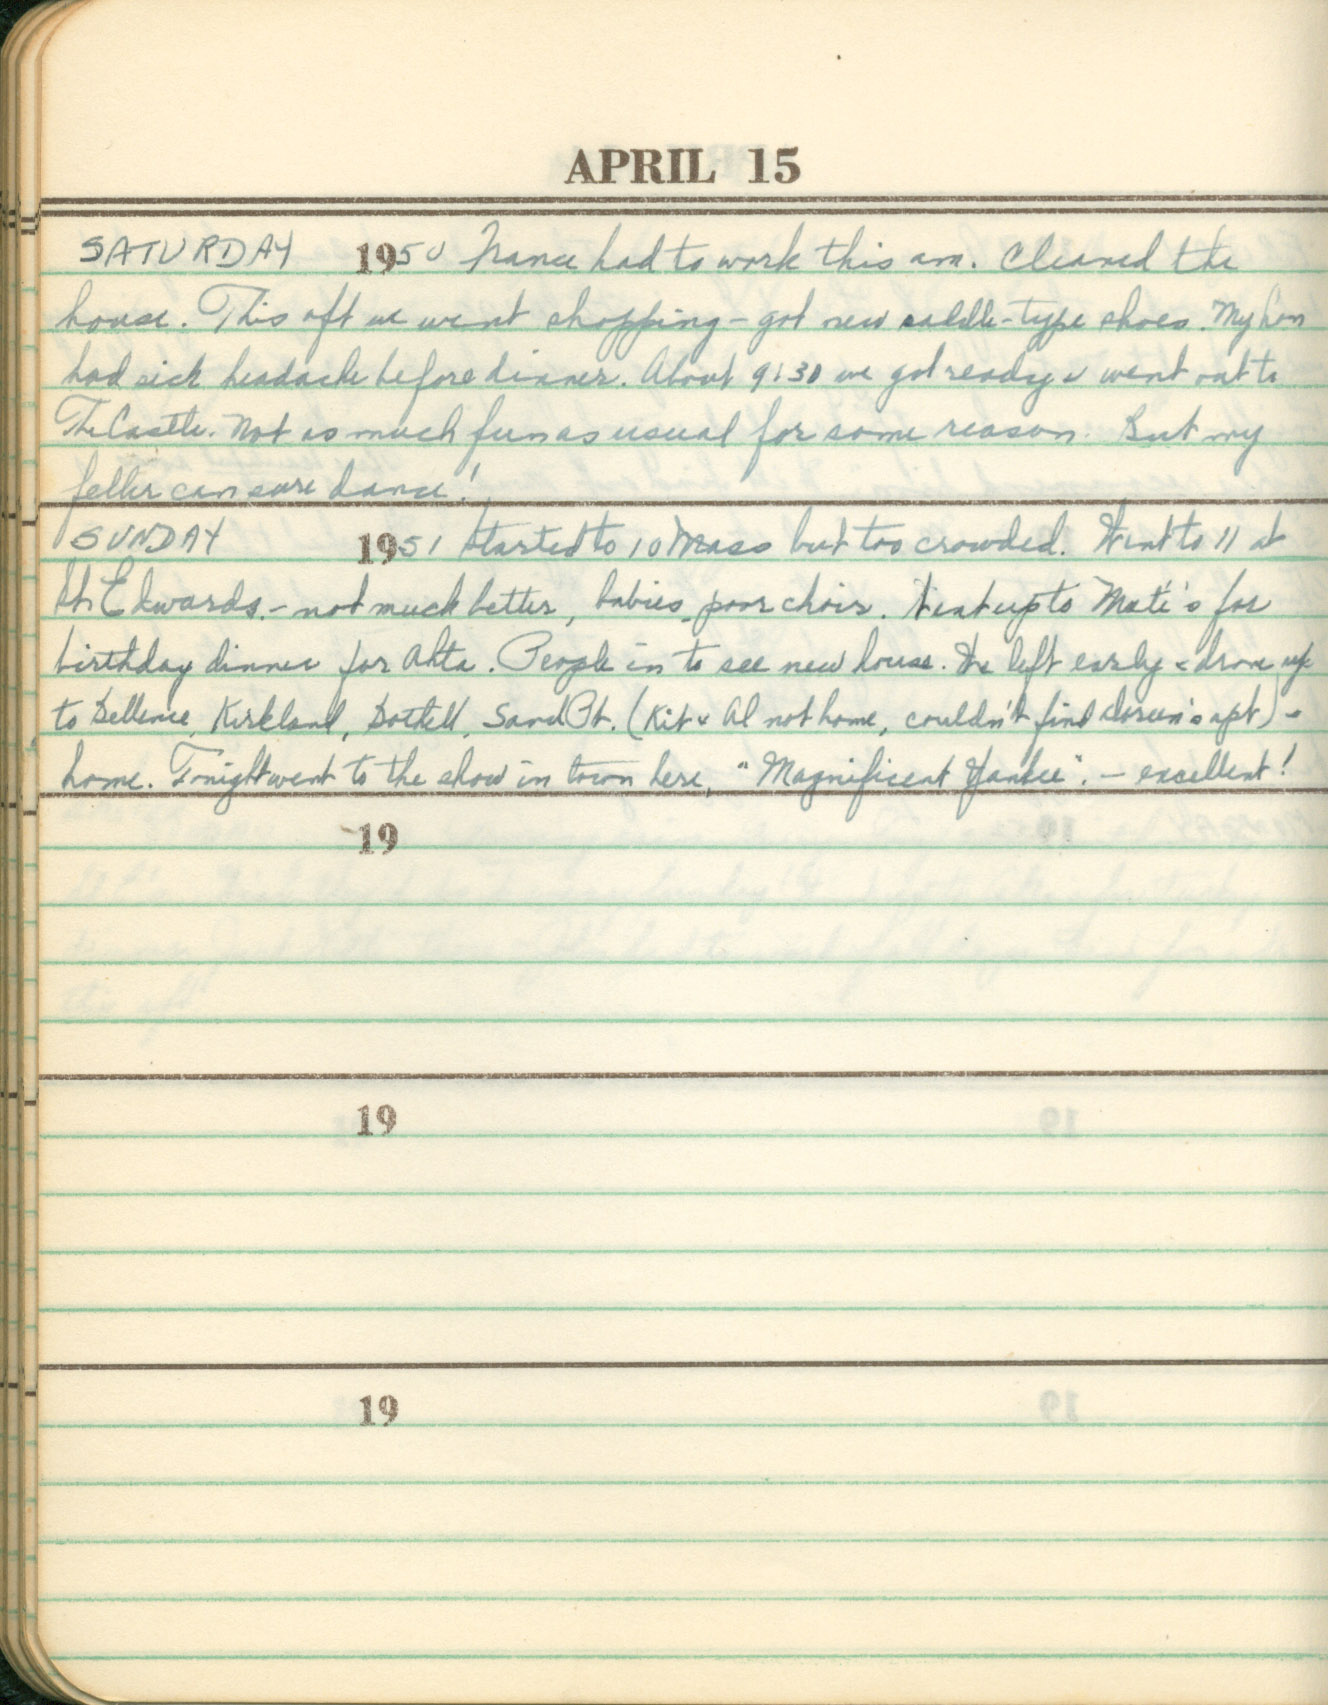 APRIL 15
SATURDAY 1950 France had to work this am. Cleaned the
house. This aft we went shopping - got new saddle-type shoes. My hon
had sick headache before dinner. About 9:30 we got ready & went out to
The Castle. Not as much fun as usual for some reason. But my
feller can sure dance!
SUNDAY 1951 Started to 10 Mass but too crowded. Went to 11 at
St. Edwards. - not much better, babies, poor choir. Went up to Mate's for
birthday dinner for Ahta. People in to see new house. We left early & drove up
to Bellevue, Kirkland, Bothell, Sand Pt. (Kit & Al not home, couldn't find Doreen's apt) &
home. Tonight went to the show in town here, "Magnificent Yankee". - excellent!
19
19
19